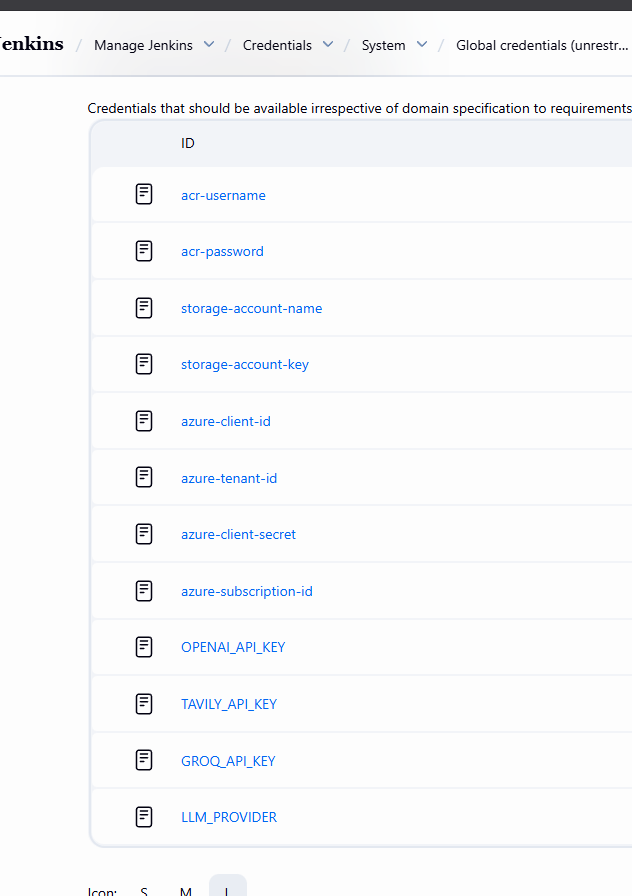 Jenkins / Manage Jenkins / Credentials / System / Global credentials (unrestr...
Credentials that should be available irrespective of domain specification to requirements
ID
acr-username
acr-password
storage-account-name
storage-account-key
azure-client-id
azure-tenant-id
azure-client-secret
azure-subscription-id
OPENAI_API_KEY
TAVILY_API_KEY
GROQ_API_KEY
LLM_PROVIDER
Icon: S M L